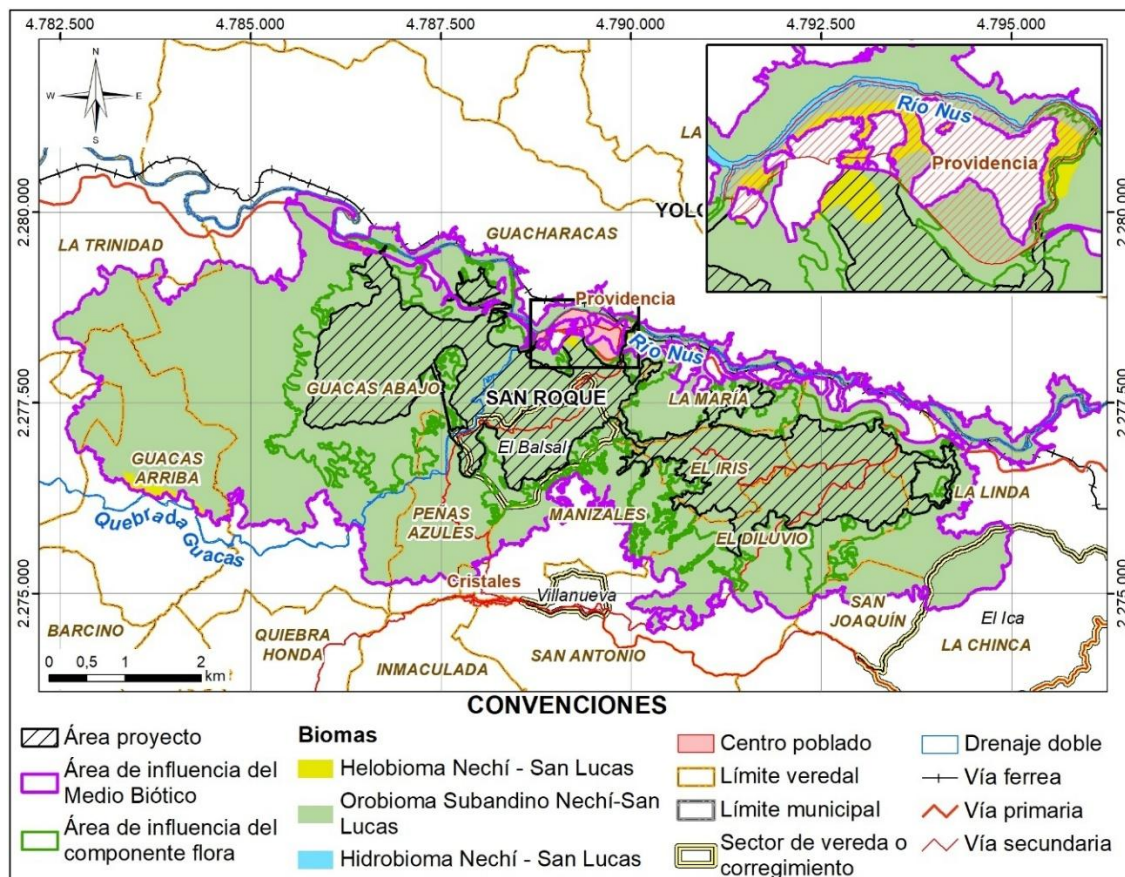 4.782.500 4.785.000 4.787.500 4.790.000 4.792.500 4.795.000
N
W E
S
2.280.000
2.277.500
2.275.000
2.280.000
2.277.500
2.275.000
Río Nus
Providencia
LA
YOLO
LA TRINIDAD
GUACHARACAS
Providencia
Río Nus
GUACAS ABAJO
SAN ROQUE
LA MARÍA
El Balsal
GUACAS
ARRIBA
EL IRIS
LA LINDA
PEÑAS
AZULES
MANIZALES
EL DILUVIO
Quebrada
Guacas
Cristales
Villanueva
BARCINO
QUIEBRA
HONDA
INMACULADA
SAN ANTONIO
SAN
JOAQUÍN
El Ica
LA CHINCA
0 0,5 1 2
km
CONVENCIONES
Área proyecto
Área de influencia del
Medio Biótico
Área de influencia del
componente flora
Biomas
Helobioma Nechí - San Lucas
Orobioma Subandino Nechí-San
Lucas
Hidrobioma Nechí - San Lucas
Centro poblado
Límite veredal
Límite municipal
Sector de vereda o
corregimiento
Drenaje doble
Vía ferrea
Vía primaria
Vía secundaria